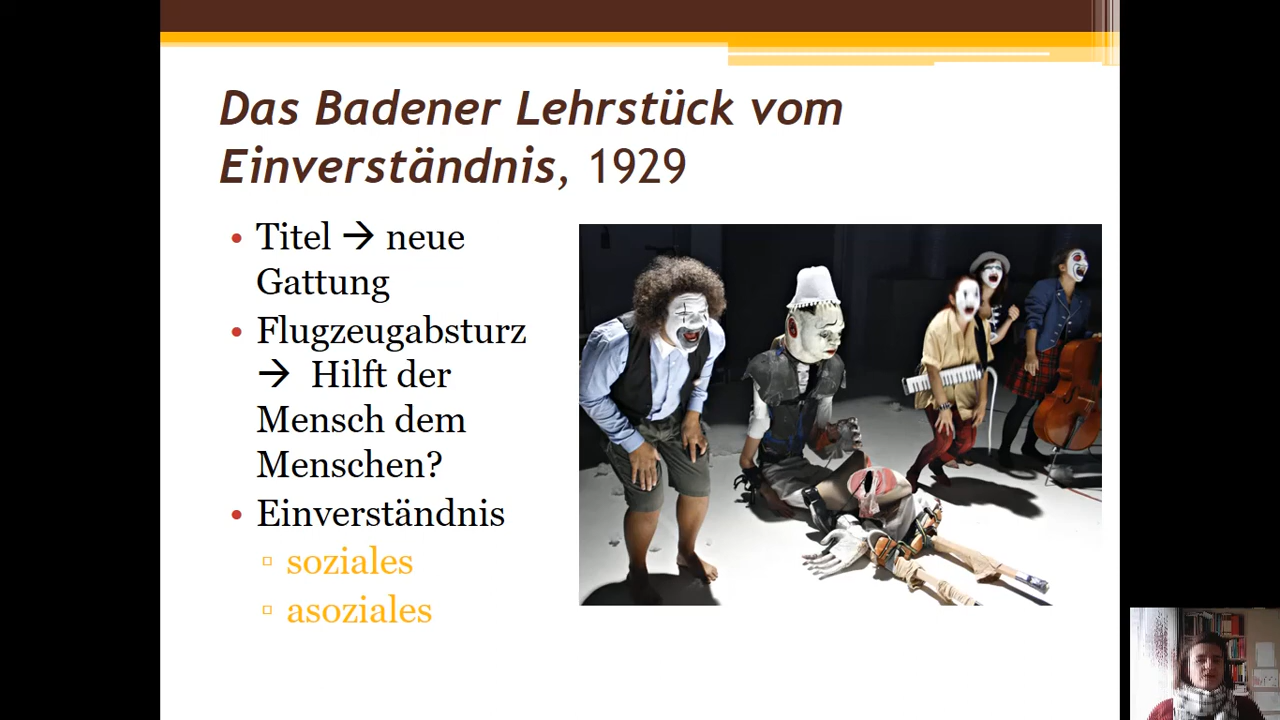 Das Badener Lehrstück vom
Einverständnis, 1929
• Titel → neue
Gattung
• Flugzeugabsturz
→ Hilft der
Mensch dem
Menschen?
• Einverständnis
▫ soziales
▫ asoziales